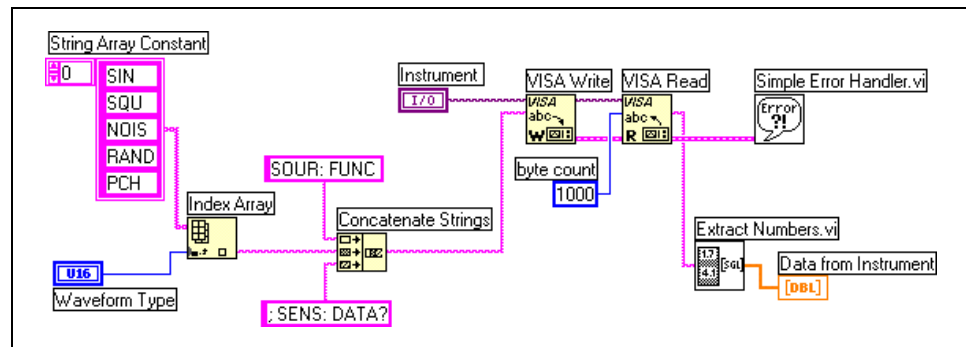 String Array Constant
0
SIN
SQU
NOIS
RAND
PCH
Instrument
I/O
VISA Write
VISA
abc
W
VISA Read
VISA
abc
R
Simple Error Handler.vi
Error
?!
byte count
1000
SOUR: FUNC
Index Array
Concatenate Strings
U16
Waveform Type
; SENS: DATA?
Extract Numbers.vi
1.7
4.1
[SGL]
Data from Instrument
[DBL]